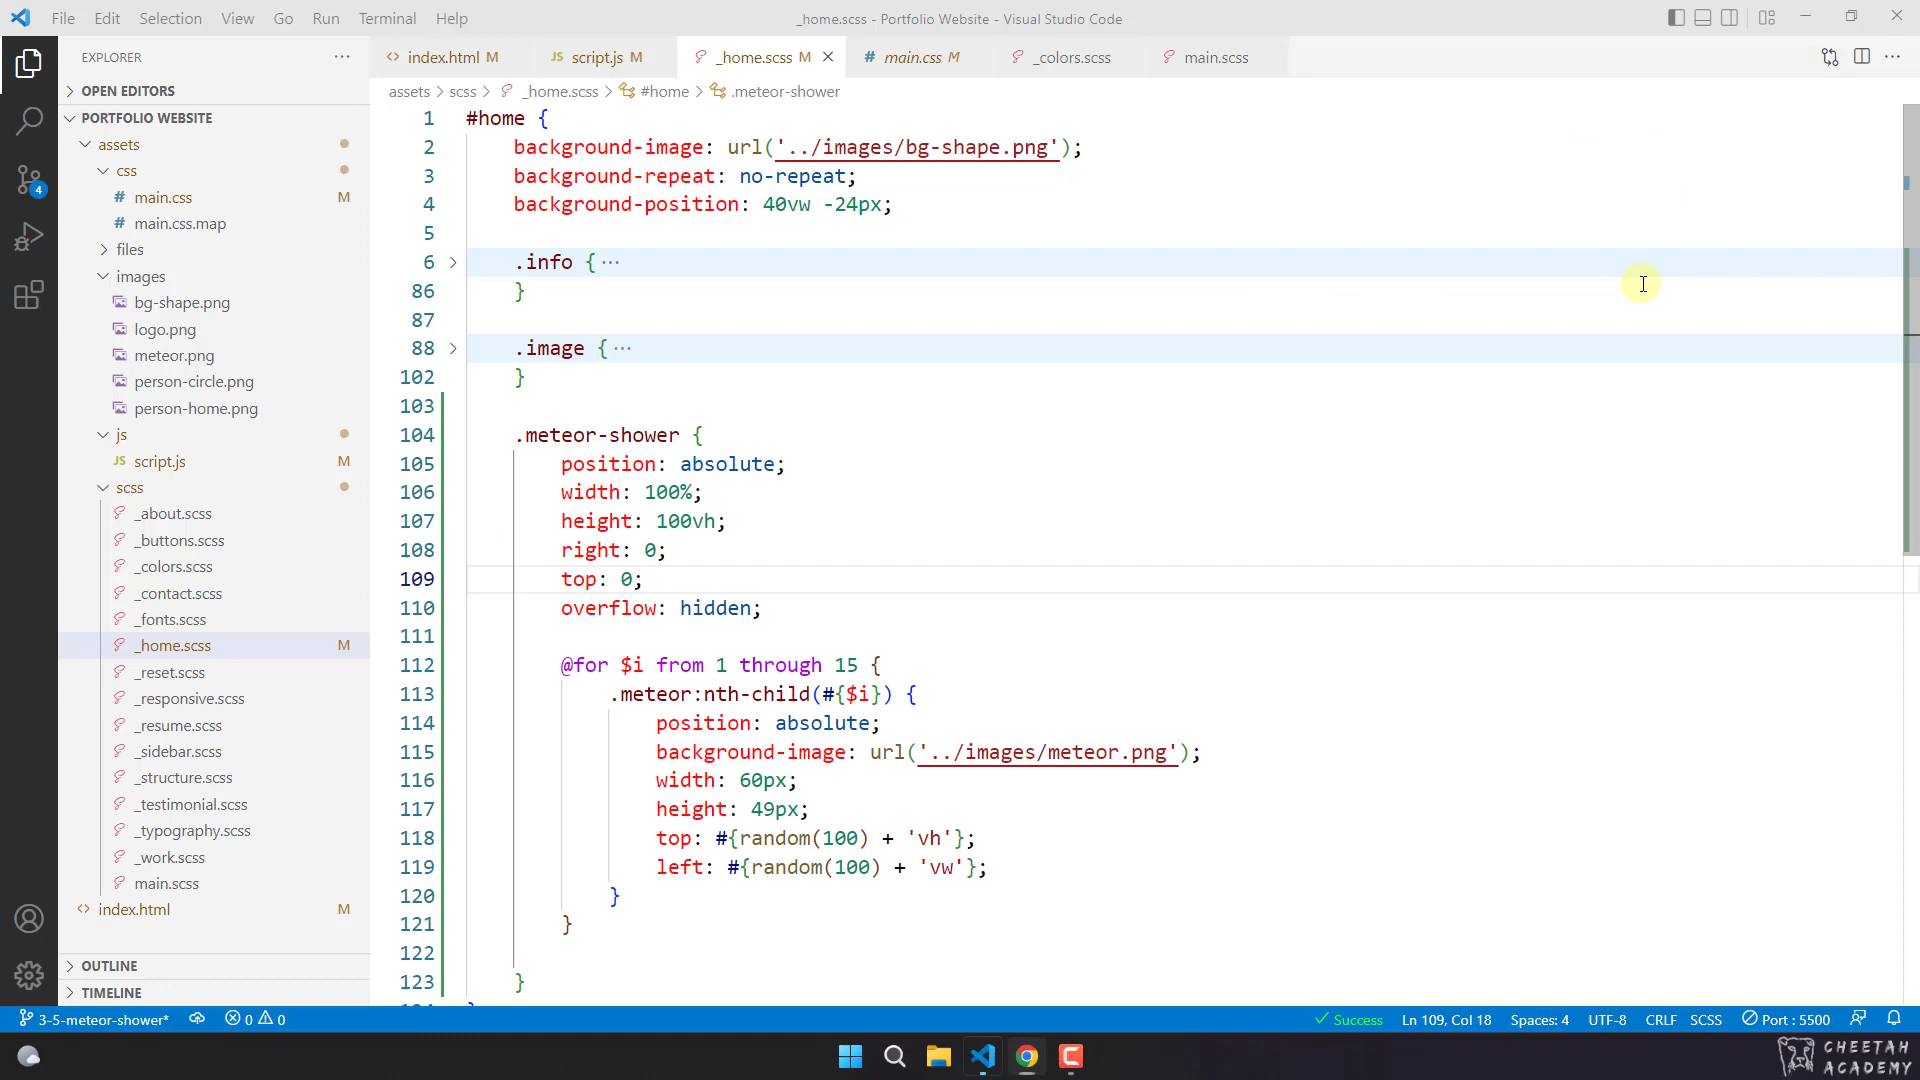 File Edit Selection View Go Run Terminal Help
_home.scss - Portfolio Website - Visual Studio Code
EXPLORER
index.html M
JS script.js M
_home.scss M
# main.css M
_colors.scss
main.scss
OPEN EDITORS
assets > scss > _home.scss > #home > .meteor-shower
PORTFOLIO WEBSITE
assets
css
# main.css M
# main.css.map
files
images
bg-shape.png
logo.png
meteor.png
person-circle.png
person-home.png
js
JS script.js M
scss
_about.scss
_buttons.scss
_colors.scss
_contact.scss
_fonts.scss
_home.scss M
_reset.scss
_responsive.scss
_resume.scss
_sidebar.scss
_structure.scss
_testimonial.scss
_typography.scss
_work.scss
main.scss
<> index.html M
OUTLINE
TIMELINE
4
1 #home {
2 background-image: url('../images/bg-shape.png');
3 background-repeat: no-repeat;
4 background-position: 40vw -24px;
5
6 .info { ···
86 }
87
88 .image { ···
102 }
103
104 .meteor-shower {
105 position: absolute;
106 width: 100%;
107 height: 100vh;
108 right: 0;
109 top: 0;
110 overflow: hidden;
111
112 @for $i from 1 through 15 {
113 .meteor:nth-child(#{$i}) {
114 position: absolute;
115 background-image: url('../images/meteor.png');
116 width: 60px;
117 height: 49px;
118 top: #{random(100) + 'vh'};
119 left: #{random(100) + 'vw'};
120 }
121 }
122
123 }
3-5-meteor-shower* 0 0
Success Ln 109, Col 18 Spaces: 4 UTF-8 CRLF SCSS Port : 5500
CHEETAH
ACADEMY